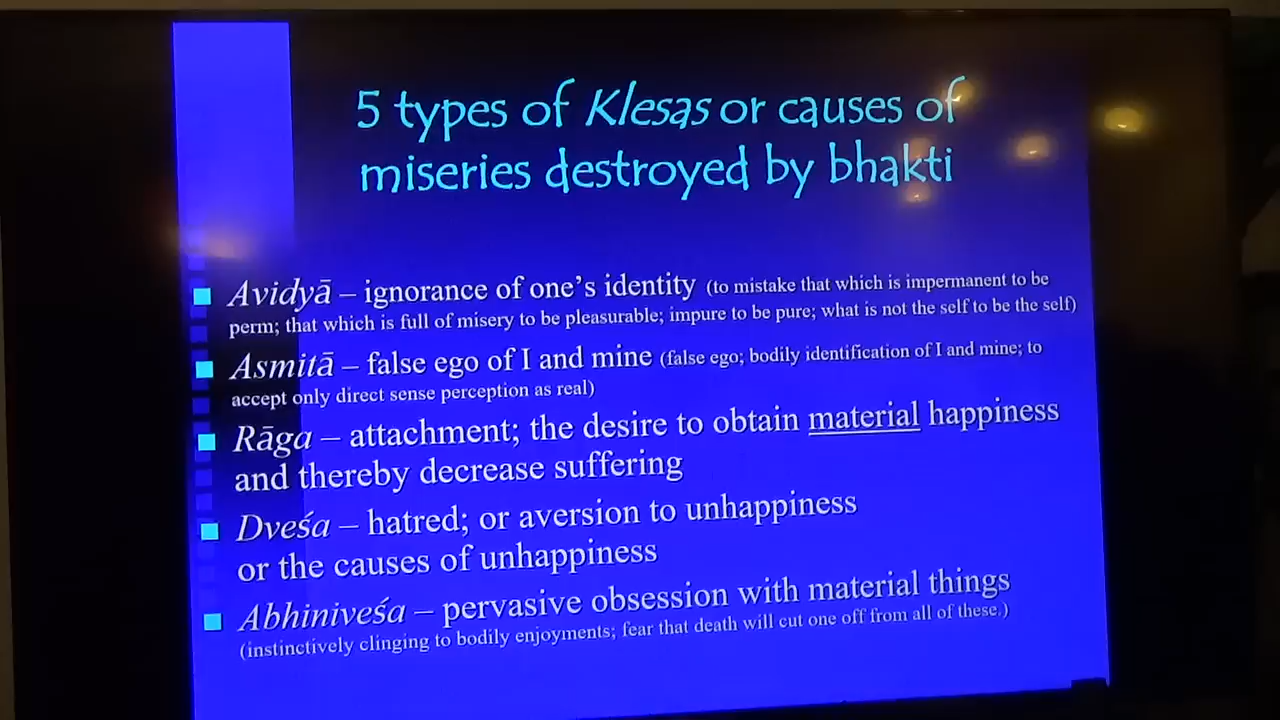 5 types of Klesas or causes of
miseries destroyed by bhakti
Avidyā – ignorance of one's identity (to mistake that which is impermanent to be
perm; that which is full of misery to be pleasurable; impure to be pure; what is not the self to be the self)
Asmitā – false ego of I and mine (false ego; bodily identification of I and mine; to
accept only direct sense perception as real)
Rāga – attachment; the desire to obtain material happiness
and thereby decrease suffering
Dveśa – hatred; or aversion to unhappiness
or the causes of unhappiness
Abhiniveśa – pervasive obsession with material things
(instinctively clinging to bodily enjoyments; fear that death will cut one off from all of these.)